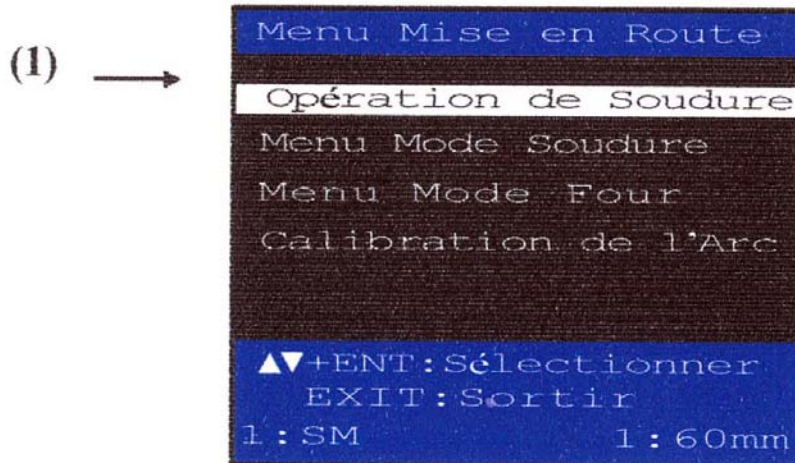 Menu Mise en Route
(1)
Opération de Soudure
Menu Mode Soudure
Menu Mode Four
Calibration de l'Arc
▲▼+ENT:Sélectionner
EXIT:Sortir
1:SM 1:60mm